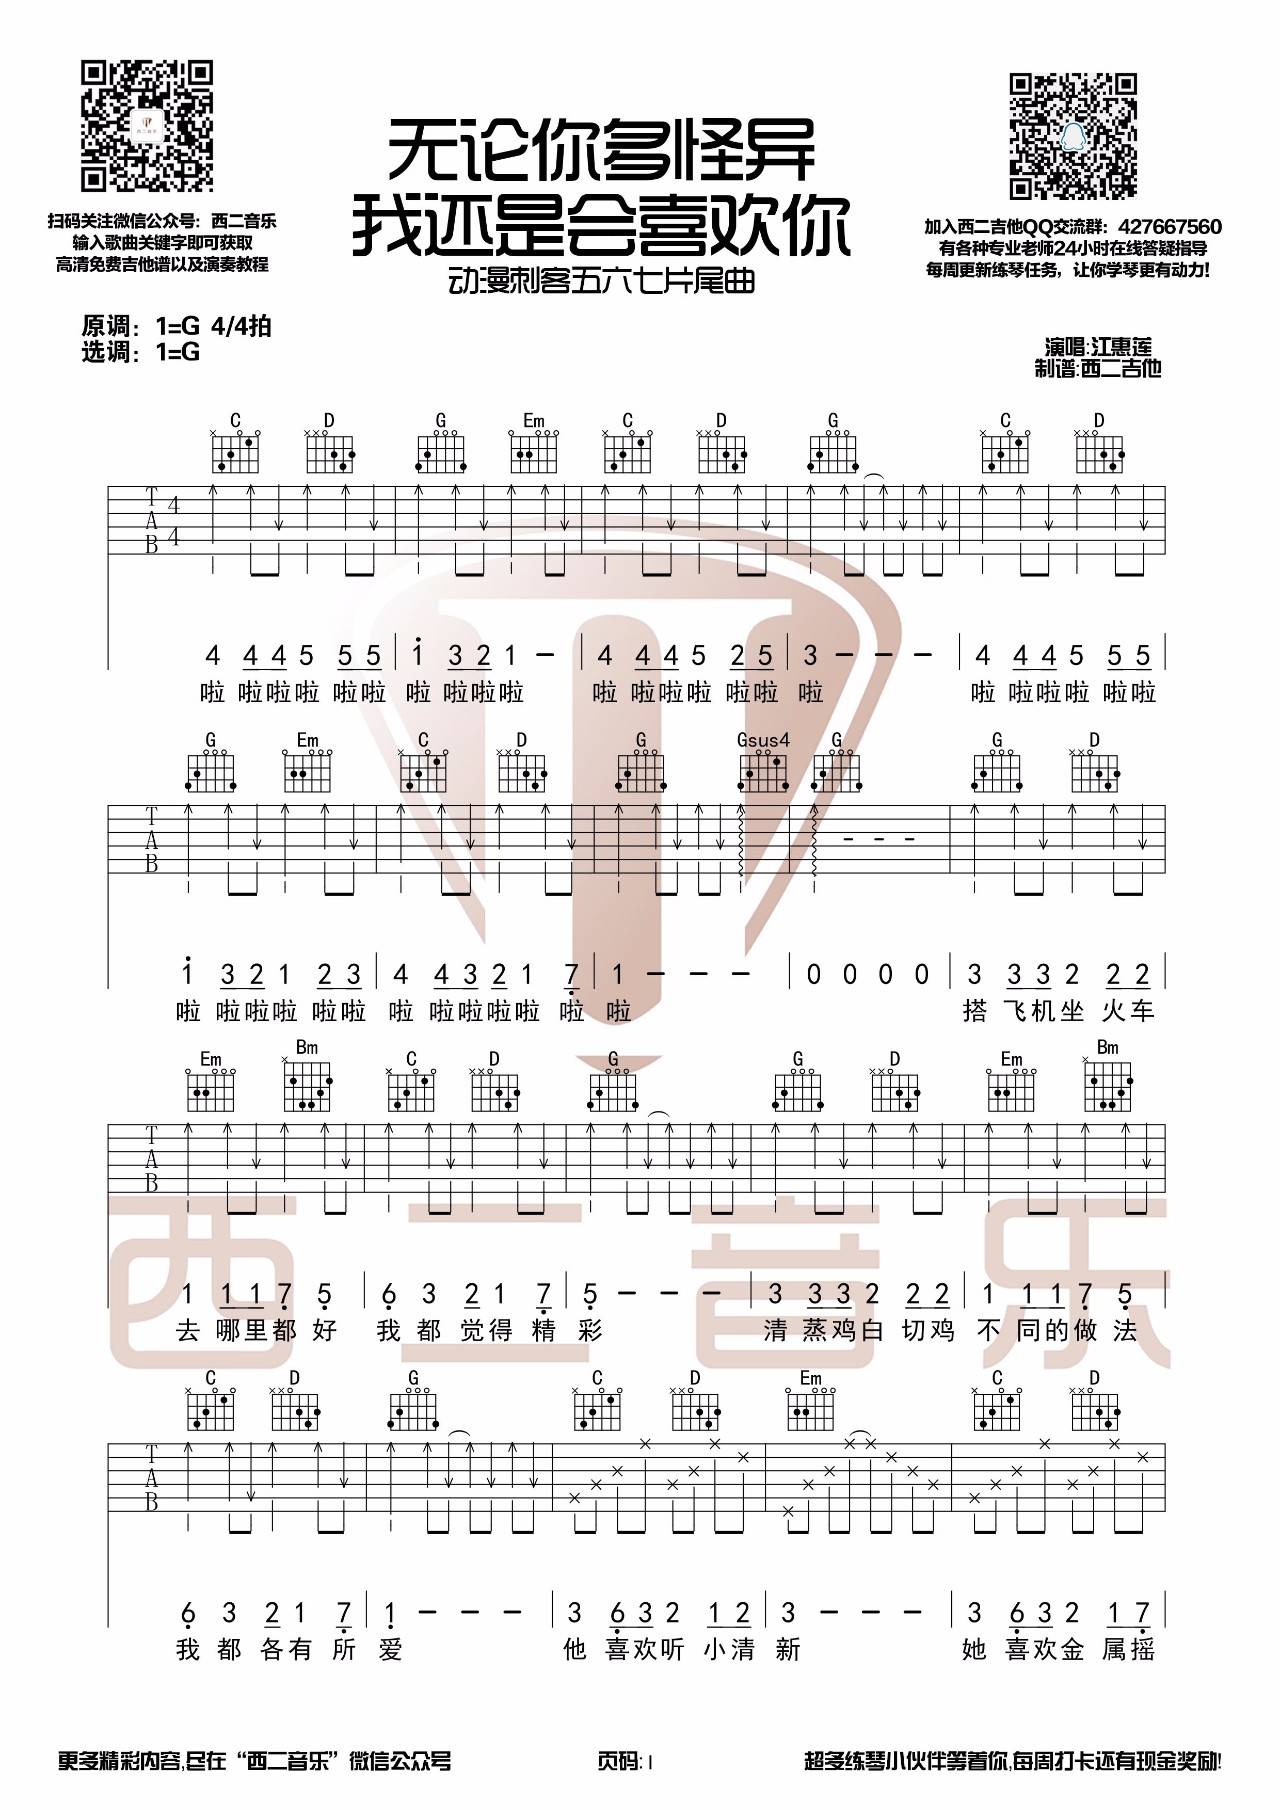 无论你多怪异
我还是会喜欢你
动漫刺客五六七片尾曲
扫码关注微信公众号：西二音乐
输入歌曲关键字即可获取
高清免费吉他谱以及演奏教程
加入西二吉他QQ交流群：427667560
有各种专业老师24小时在线答疑指导
每周更新练琴任务，让你学琴更有动力！
原调：1=G 4/4拍
选调：1=G
演唱:江惠莲
制谱:西二吉他
C D G Em C D G C D
T A B 4 4
4 4 4 5 5 5 | 1 3 2 1 – | 4 4 4 5 2 5 | 3 – – – | 4 4 4 5 5 5
啦 啦啦啦 啦啦 啦 啦啦啦 啦 啦啦啦 啦啦 啦 啦 啦啦啦 啦啦
G Em C D G Gsus4 G G D
T A B
1 3 2 1 2 3 | 4 4 3 2 1 7 | 1 – – – | 0 0 0 0 | 3 3 3 2 2 2
啦 啦啦啦 啦啦 啦 啦啦啦啦 啦 啦 搭 飞机坐 火车
Em Bm C D G G D Em Bm
T A B
1 1 1 7 5 | 6 3 2 1 7 | 5 – – – | 3 3 3 2 2 2 | 1 1 1 7 5
去 哪里都 好 我 都 觉得 精 彩 清 蒸鸡白 切鸡 不 同的做 法
C D G C D Em C D
T A B
6 3 2 1 7 | 1 – – – | 3 6 3 2 1 2 | 3 – – – | 3 6 3 2 1 7
我 都 各有 所 爱 他 喜欢听 小清 新 她 喜欢金 属摇
更多精彩内容,尽在“西二音乐”微信公众号
页码: 1
超多练琴小伙伴等着你,每周打卡还有现金奖励!
西二音乐